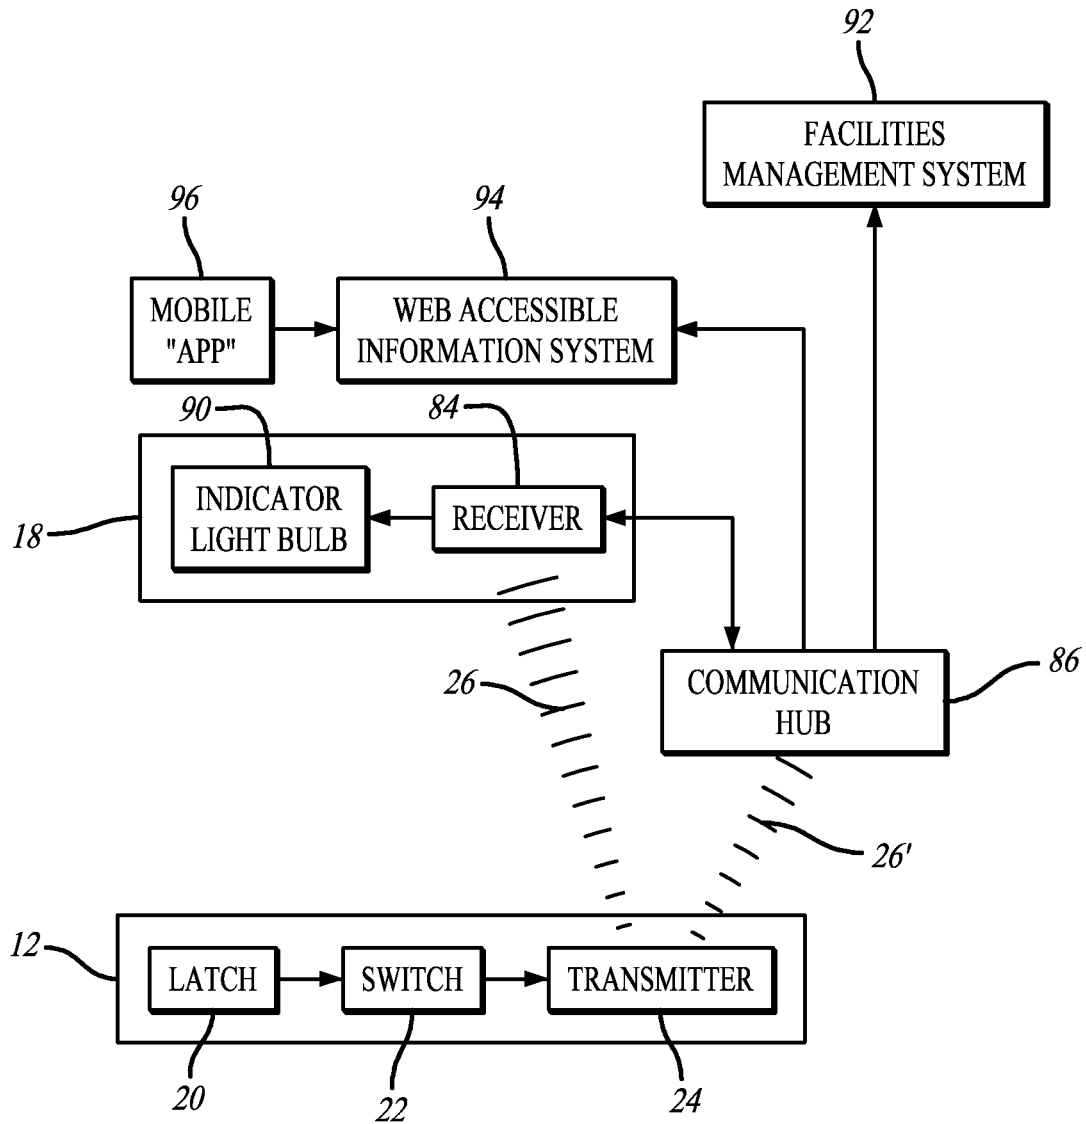 92
FACILITIES
MANAGEMENT SYSTEM
96
94
MOBILE
"APP"
WEB ACCESSIBLE
INFORMATION SYSTEM
90
84
18
INDICATOR
LIGHT BULB
RECEIVER
26
COMMUNICATION
HUB
86
26'
12
LATCH
SWITCH
TRANSMITTER
20
22
24